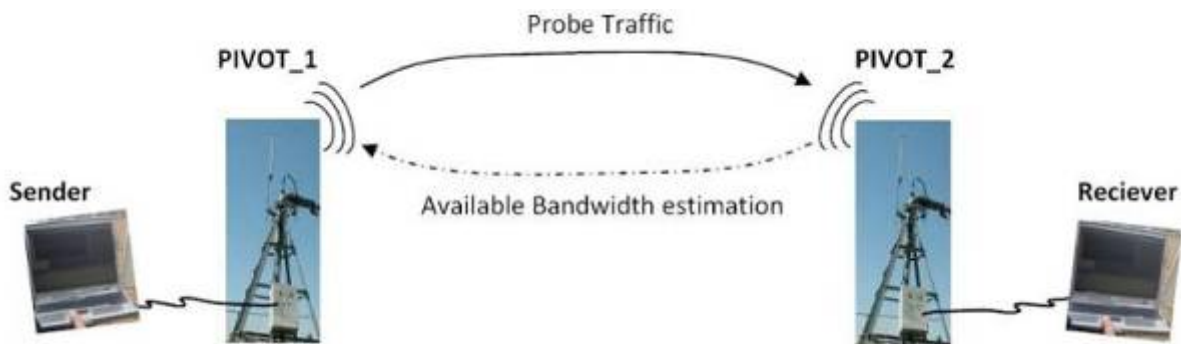 Probe Traffic
PIVOT_1
PIVOT_2
Available Bandwidth estimation
Sender
Reciever